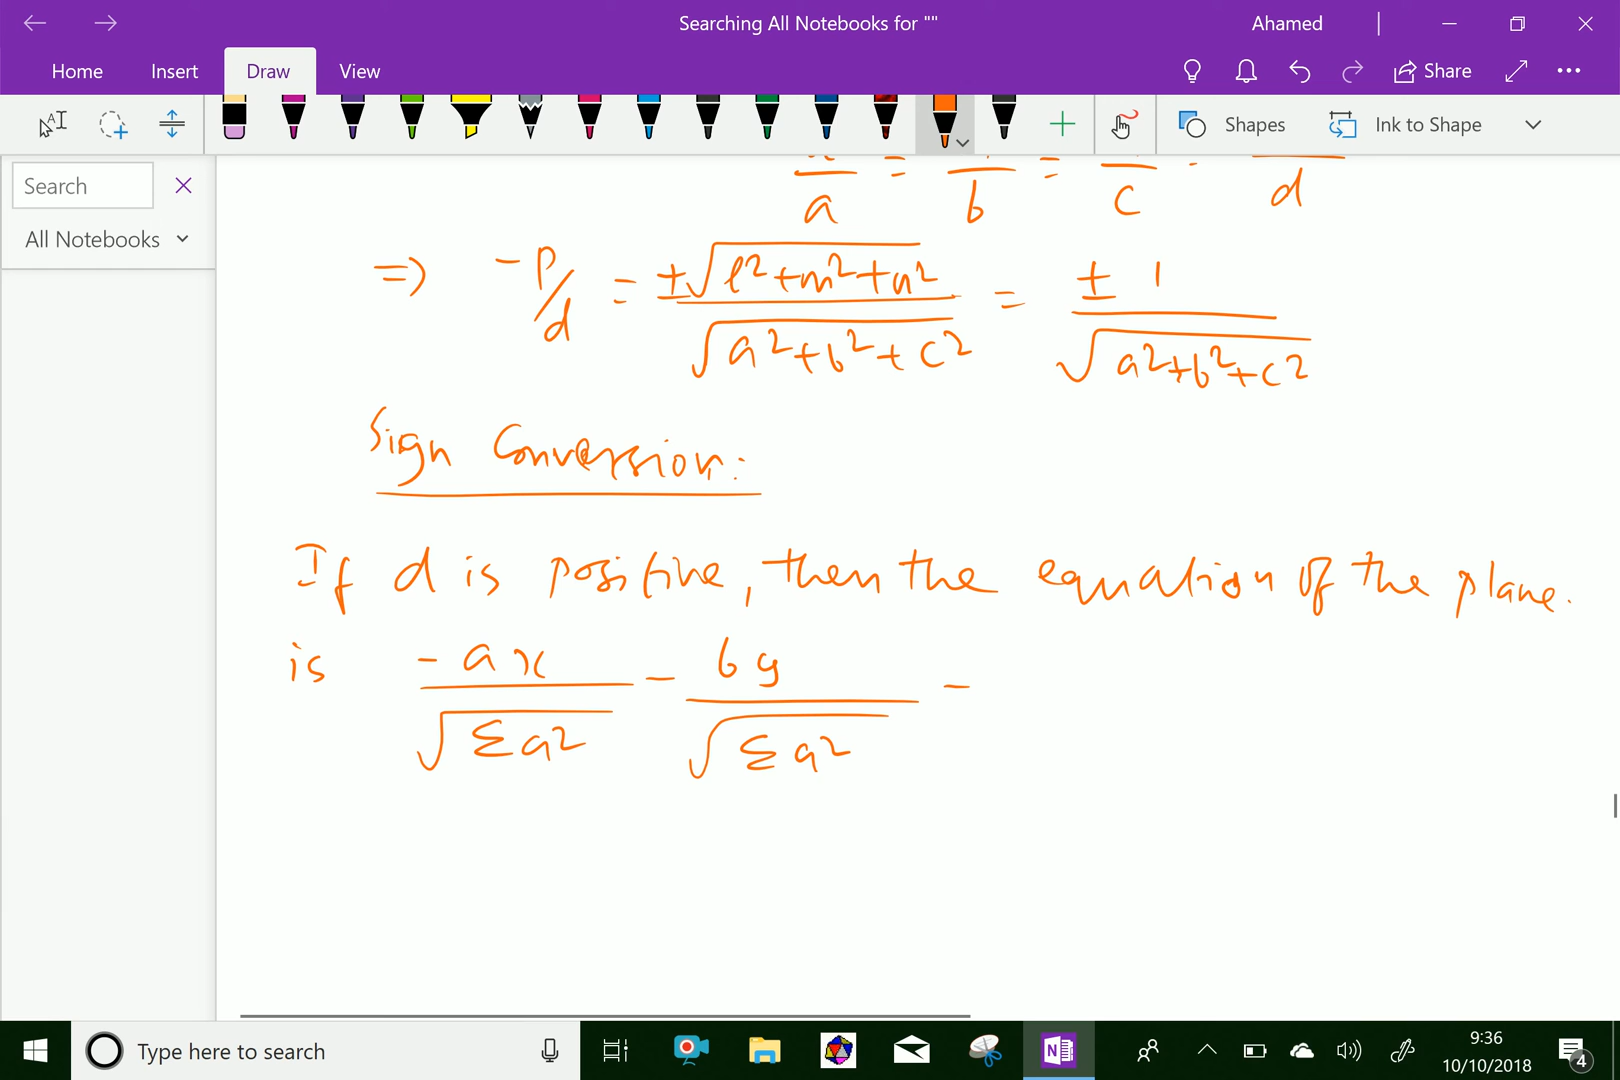 Searching All Notebooks for ""
Ahamed
Home Insert Draw View
Share
Shapes Ink to Shape
Search
All Notebooks
a = b = c d
=> -P/d = ±√l²+m²+n² / √a²+b²+c² = ± 1 / √a²+b²+c²
Sign Conversion:
If d is positive, then the equation of the plane.
is -ax / √Σa² - by / √Σa² -
Type here to search
9:36
10/10/2018
4